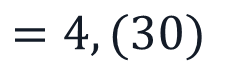 = 4,(30)